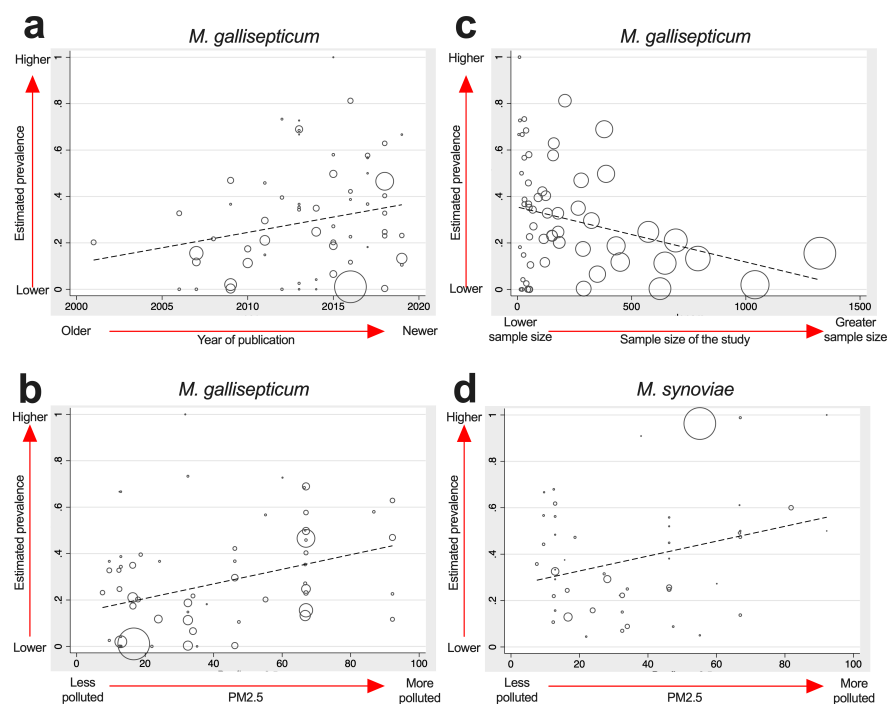 a
M. gallisepticum
Higher
Estimated prevalence
Lower
1
.8
.6
.4
.2
0
2000
2005
2010
2015
2020
Older
Year of publication
Newer
c
M. gallisepticum
Higher
Estimated prevalence
Lower
1
.8
.6
.4
.2
0
0
500
1000
1500
Lower
sample size
Sample size of the study
Greater
sample size
b
M. gallisepticum
Higher
Estimated prevalence
Lower
1
.8
.6
.4
.2
0
0
20
40
60
80
100
Less
polluted
PM2.5
More
polluted
d
M. synoviae
Higher
Estimated prevalence
Lower
1
.8
.6
.4
.2
0
0
20
40
60
80
100
Less
polluted
PM2.5
More
polluted